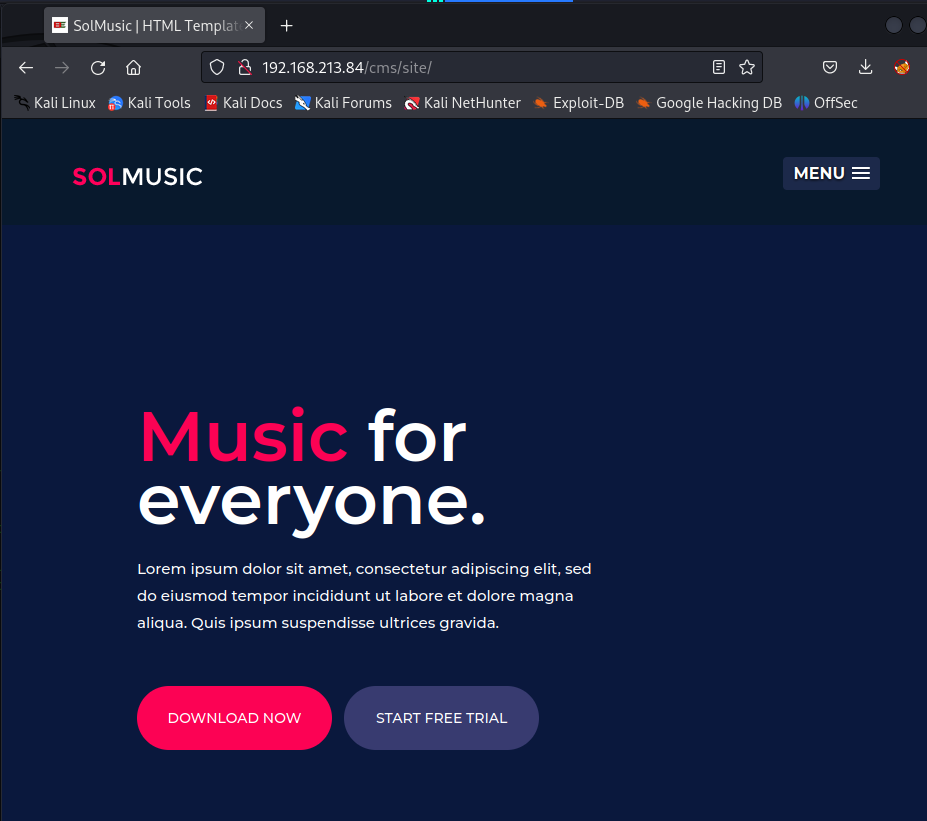 SolMusic | HTML Templat
192.168.213.84/cms/site/
Kali Linux Kali Tools Kali Docs Kali Forums Kali NetHunter Exploit-DB Google Hacking DB OffSec
SOLMUSIC
MENU
Music for
everyone.
Lorem ipsum dolor sit amet, consectetur adipiscing elit, sed
do eiusmod tempor incididunt ut labore et dolore magna
aliqua. Quis ipsum suspendisse ultrices gravida.
DOWNLOAD NOW START FREE TRIAL